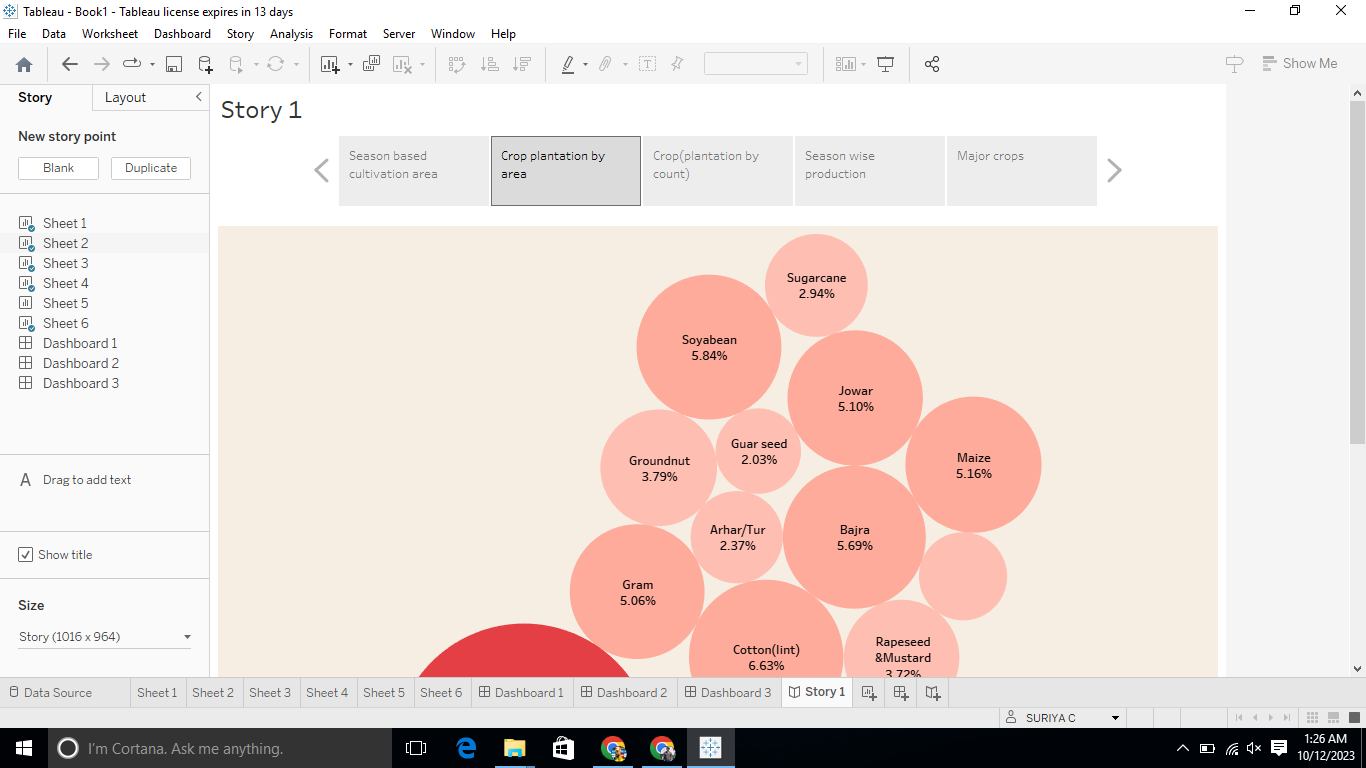 Tableau - Book1 - Tableau license expires in 13 days
File Data Worksheet Dashboard Story Analysis Format Server Window Help
Show Me
Story Layout
New story point
Blank Duplicate
Sheet 1
Sheet 2
Sheet 3
Sheet 4
Sheet 5
Sheet 6
Dashboard 1
Dashboard 2
Dashboard 3
A Drag to add text
Show title
Size
Story (1016 x 964)
Story 1
Season based
cultivation area
Crop plantation by
area
Crop(plantation by
count)
Season wise
production
Major crops
Sugarcane
2.94%
Soyabean
5.84%
Jowar
5.10%
Guar seed
2.03%
Groundnut
3.79%
Maize
5.16%
Arhar/Tur
2.37%
Bajra
5.69%
Gram
5.06%
Cotton(lint)
6.63%
Rapeseed
&Mustard
3.72%
Data Source Sheet 1 Sheet 2 Sheet 3 Sheet 4 Sheet 5 Sheet 6 Dashboard 1 Dashboard 2 Dashboard 3 Story 1
SURIYA C
I'm Cortana. Ask me anything.
1:26 AM
10/12/2023